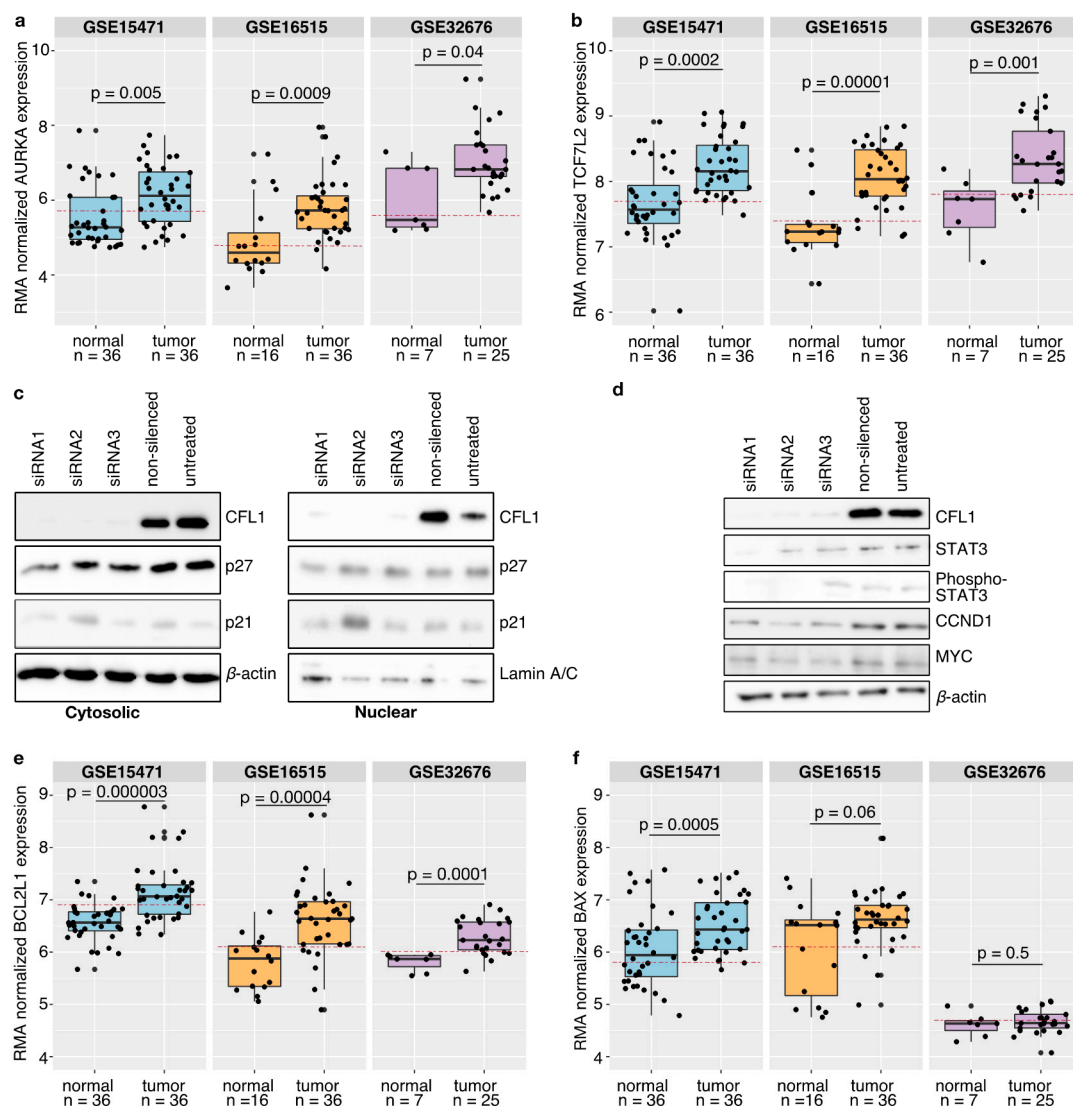 a
GSE15471 GSE16515 GSE32676
RMA normalized AURKA expression
10
8
6
4
p = 0.005
p = 0.0009
p = 0.04
normal tumor normal tumor normal tumor
n = 36 n = 36 n =16 n = 36 n = 7 n = 25
b
GSE15471 GSE16515 GSE32676
RMA normalized TCF7L2 expression
10
9
8
7
6
p = 0.0002
p = 0.00001
p = 0.001
normal tumor normal tumor normal tumor
n = 36 n = 36 n =16 n = 36 n = 7 n = 25
c
siRNA1 siRNA2 siRNA3 non-silenced untreated
CFL1
p27
p21
β-actin
Cytosolic
siRNA1 siRNA2 siRNA3 non-silenced untreated
CFL1
p27
p21
Lamin A/C
Nuclear
d
siRNA1 siRNA2 siRNA3 non-silenced untreated
CFL1
STAT3
Phospho-
STAT3
CCND1
MYC
β-actin
e
GSE15471 GSE16515 GSE32676
RMA normalized BCL2L1 expression
9
8
7
6
5
4
p = 0.000003
p = 0.00004
p = 0.0001
normal tumor normal tumor normal tumor
n = 36 n = 36 n =16 n = 36 n = 7 n = 25
f
GSE15471 GSE16515 GSE32676
RMA normalized BAX expression
9
8
7
6
5
4
p = 0.0005
p = 0.06
p = 0.5
normal tumor normal tumor normal tumor
n = 36 n = 36 n =16 n = 36 n = 7 n = 25